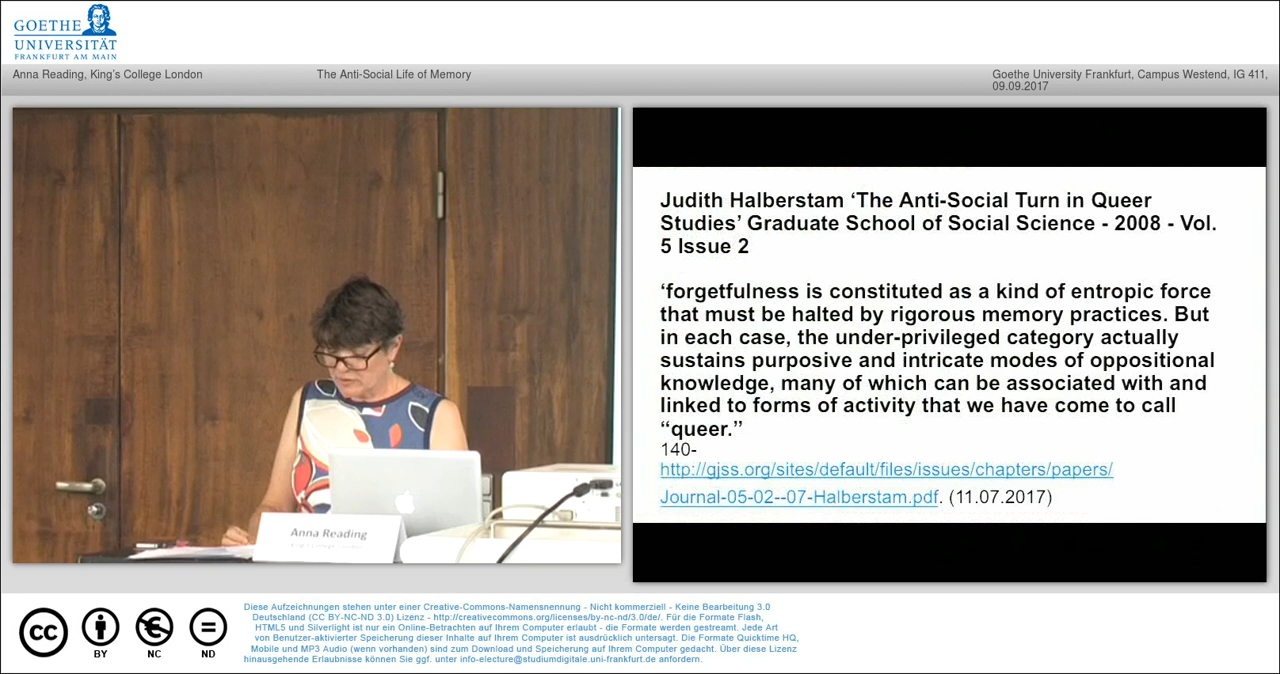 GOETHE
UNIVERSITÄT
FRANKFURT AM MAIN
Anna Reading, King's College London
The Anti-Social Life of Memory
Goethe University Frankfurt, Campus Westend, IG 411,
09.09.2017
Anna Reading
King's College London
Judith Halberstam ‘The Anti-Social Turn in Queer
Studies’ Graduate School of Social Science - 2008 - Vol.
5 Issue 2
‘forgetfulness is constituted as a kind of entropic force
that must be halted by rigorous memory practices. But
in each case, the under-privileged category actually
sustains purposive and intricate modes of oppositional
knowledge, many of which can be associated with and
linked to forms of activity that we have come to call
“queer.”
140-
http://gjss.org/sites/default/files/issues/chapters/papers/
Journal-05-02--07-Halberstam.pdf. (11.07.2017)
cc
BY
NC
ND
Diese Aufzeichnungen stehen unter einer Creative-Commons-Namensnennung - Nicht kommerziell - Keine Bearbeitung 3.0
Deutschland (CC BY-NC-ND 3.0) Lizenz - http://creativecommons.org/licenses/by-nc-nd/3.0/de/. Für die Formate Flash,
HTML5 und Silverlight ist nur ein Online-Betrachten auf Ihrem Computer erlaubt - die Formate werden gestreamt. Jede Art
von Benutzer-aktivierter Speicherung dieser Inhalte auf Ihrem Computer ist ausdrücklich untersagt. Die Formate Quicktime HQ,
Mobile und MP3 Audio (wenn vorhanden) sind zum Download und Speicherung auf Ihrem Computer gedacht. Über diese Lizenz
hinausgehende Erlaubnisse können Sie ggf. unter info-electure@studiumdigitale.uni-frankfurt.de anfordern.